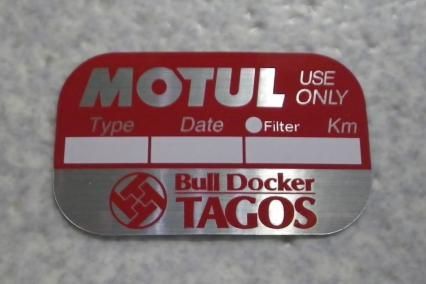 MOTUL USE ONLY
Type Date Filter Km
Bull Docker
TAGOS